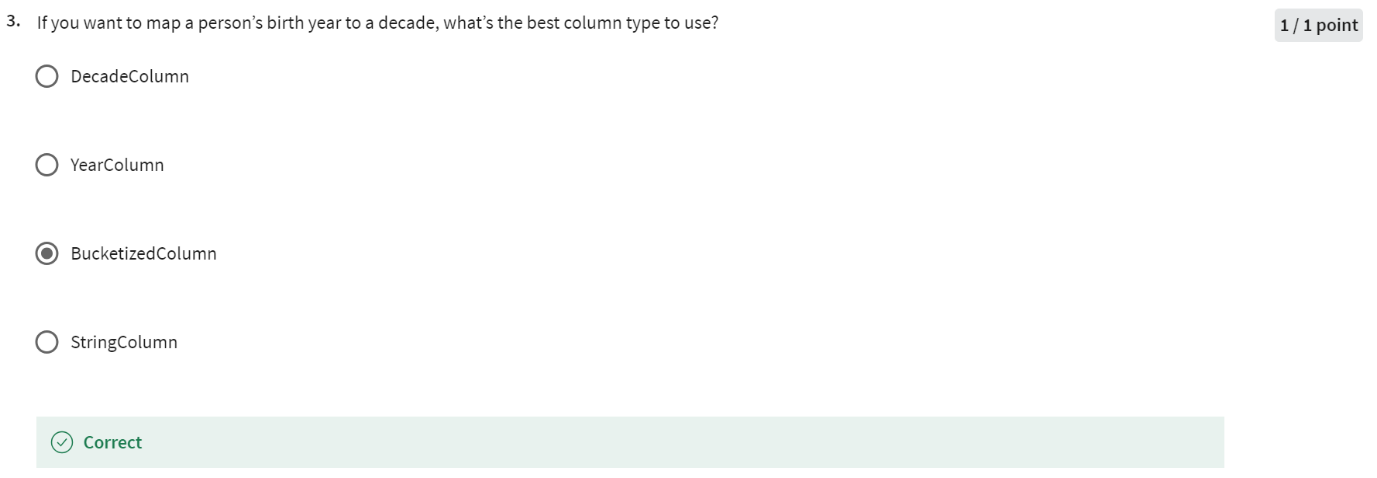 3. If you want to map a person’s birth year to a decade, what’s the best column type to use?
1 / 1 point
DecadeColumn
YearColumn
BucketizedColumn
StringColumn
Correct